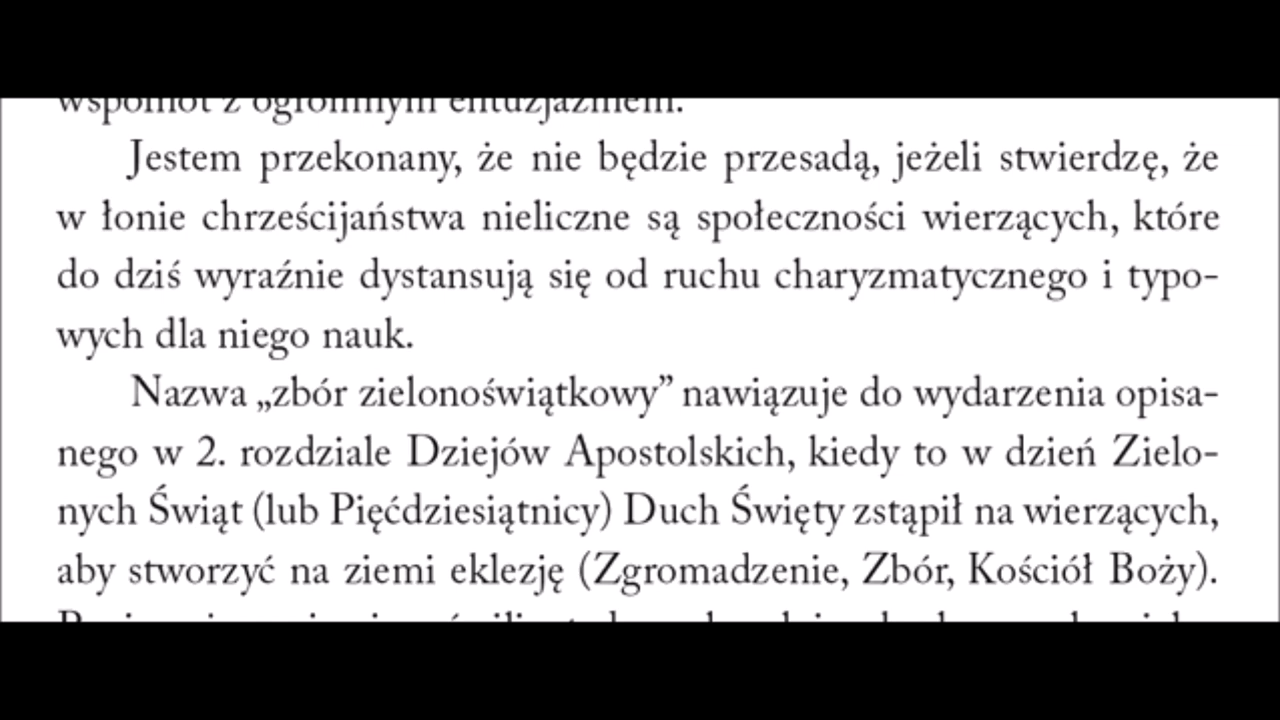 wspomót z ogromnym entuzjazmem.
Jestem przekonany, że nie będzie przesadą, jeżeli stwierdzę, że
w łonie chrześcijaństwa nieliczne są społeczności wierzących, które
do dziś wyraźnie dystansują się od ruchu charyzmatycznego i typo-
wych dla niego nauk.
Nazwa „zbór zielonoświątkowy” nawiązuje do wydarzenia opisa-
nego w 2. rozdziale Dziejów Apostolskich, kiedy to w dzień Zielo-
nych Świąt (lub Pięćdziesiątnicy) Duch Święty zstąpił na wierzących,
aby stworzyć na ziemi eklezję (Zgromadzenie, Zbór, Kościół Boży).